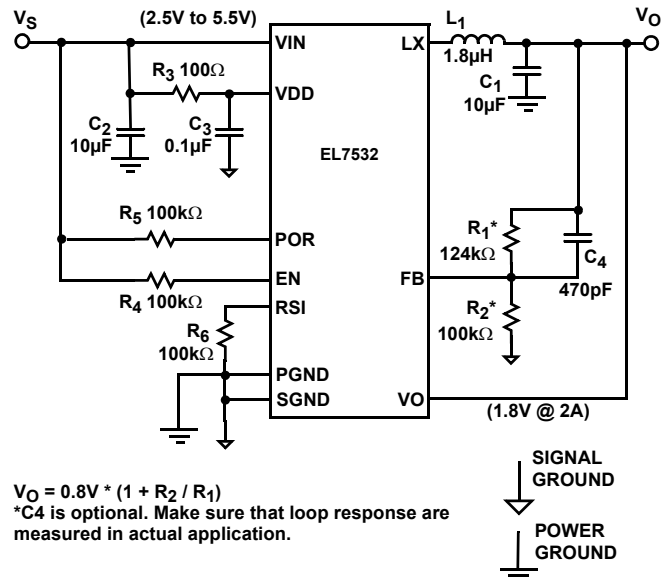 VS
(2.5V to 5.5V)
VIN
LX
L1
1.8µH
VO
R3 100Ω
VDD
C1
10µF
C2
10µF
C3
0.1µF
EL7532
R5 100kΩ
POR
R1*
124kΩ
C4
470pF
EN
FB
R4 100kΩ
RSI
R2*
100kΩ
R6
100kΩ
PGND
SGND
VO
(1.8V @ 2A)
SIGNAL
GROUND
VO = 0.8V * (1 + R2 / R1)
*C4 is optional. Make sure that loop response are
measured in actual application.
POWER
GROUND